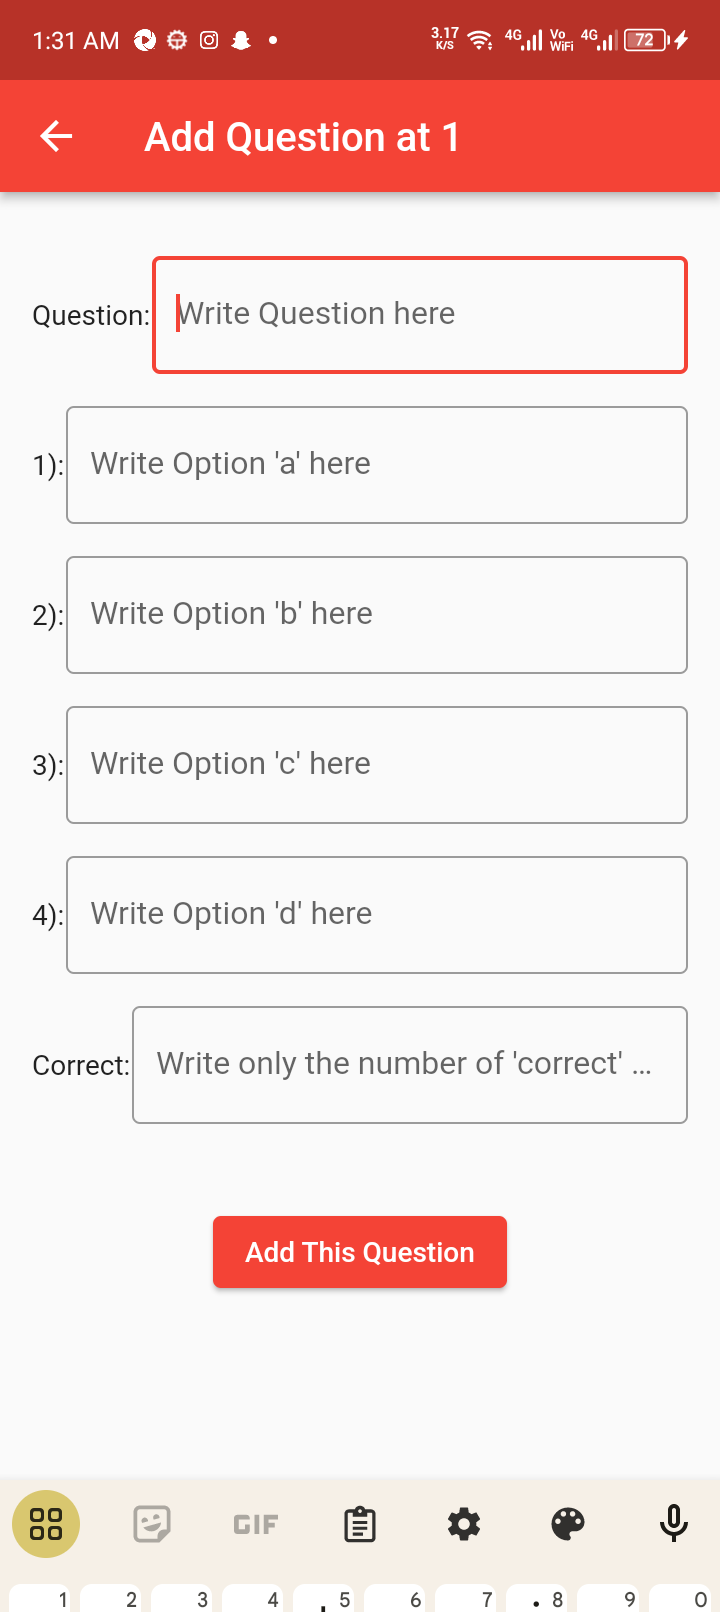 1:31 AM 3.17 K/S 4G Vo WiFi 4G 72
Add Question at 1
Question: Write Question here
1): Write Option 'a' here
2): Write Option 'b' here
3): Write Option 'c' here
4): Write Option 'd' here
Correct: Write only the number of 'correct' ...
Add This Question
GIF
1 2 3 4 5 6 7 8 9 0